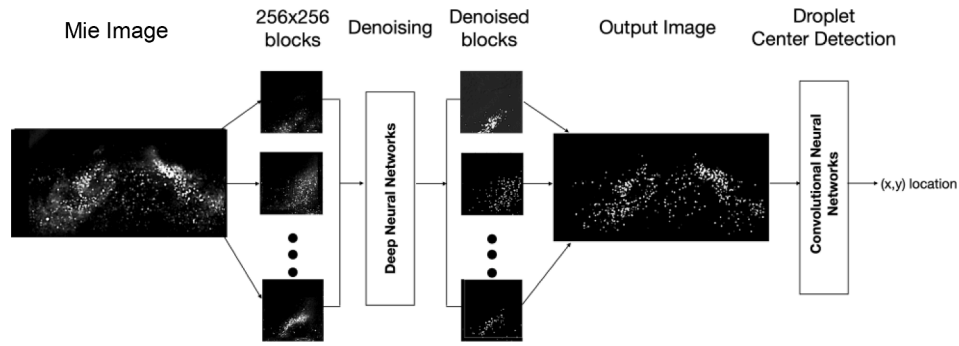 Mie Image
256x256
blocks
Denoising
Denoised
blocks
Output Image
Droplet
Center Detection
Deep Neural Networks
Convolutional Neural
Networks
(x,y) location